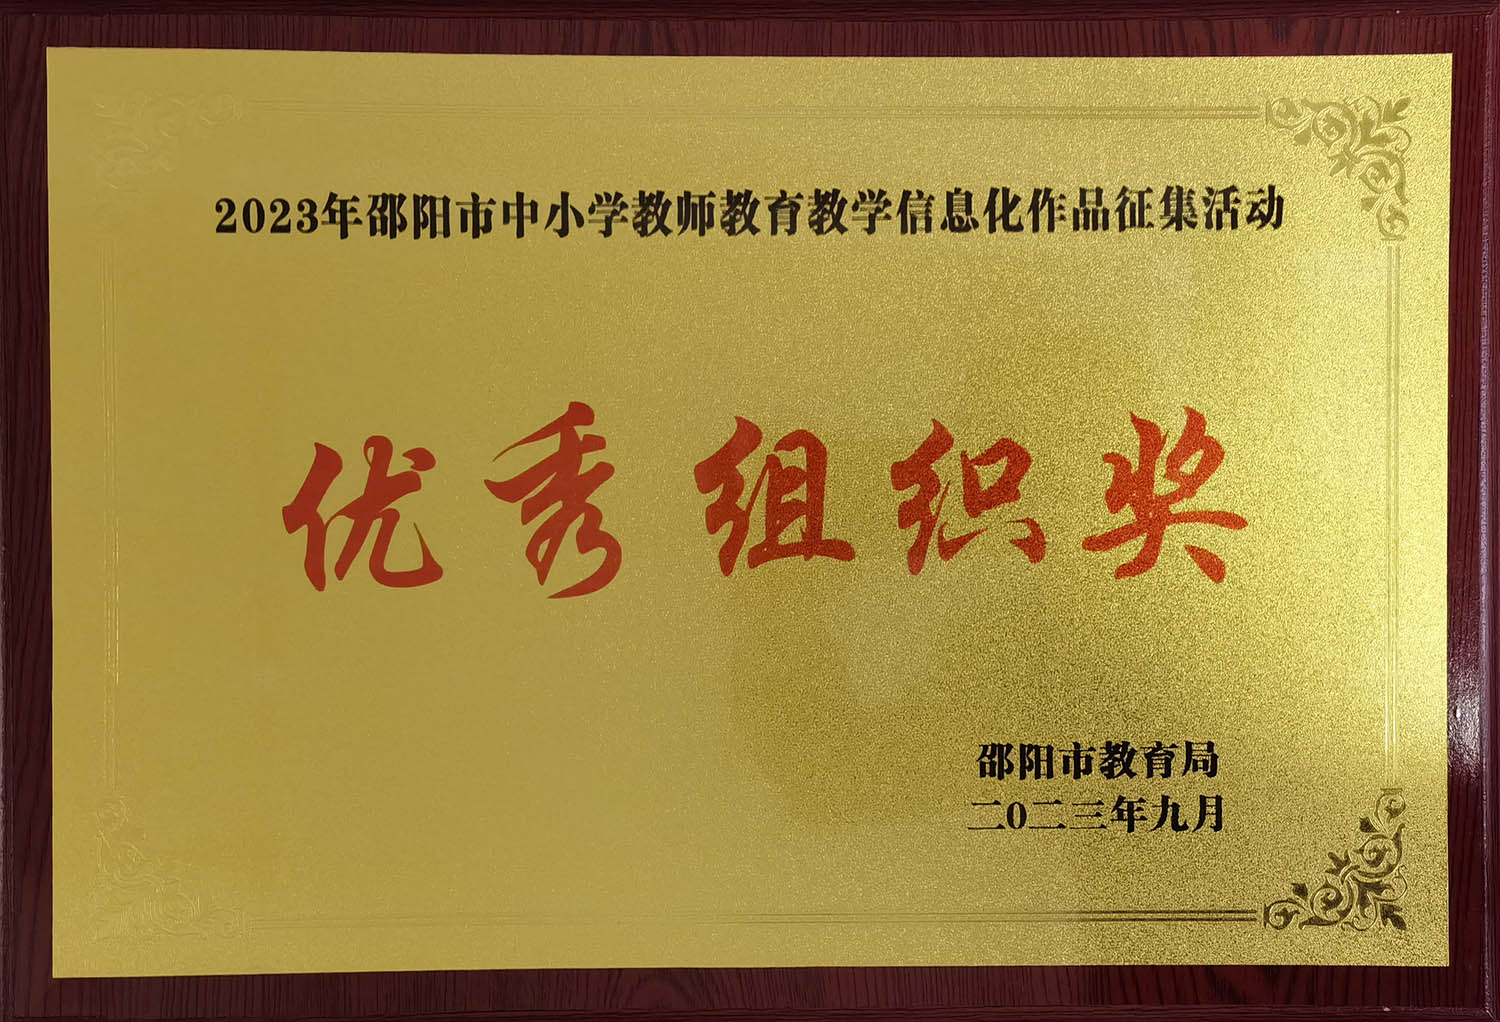 2023年邵阳市中小学教师教育教学信息化作品征集活动
优秀组织奖
邵阳市教育局
二0二三年九月